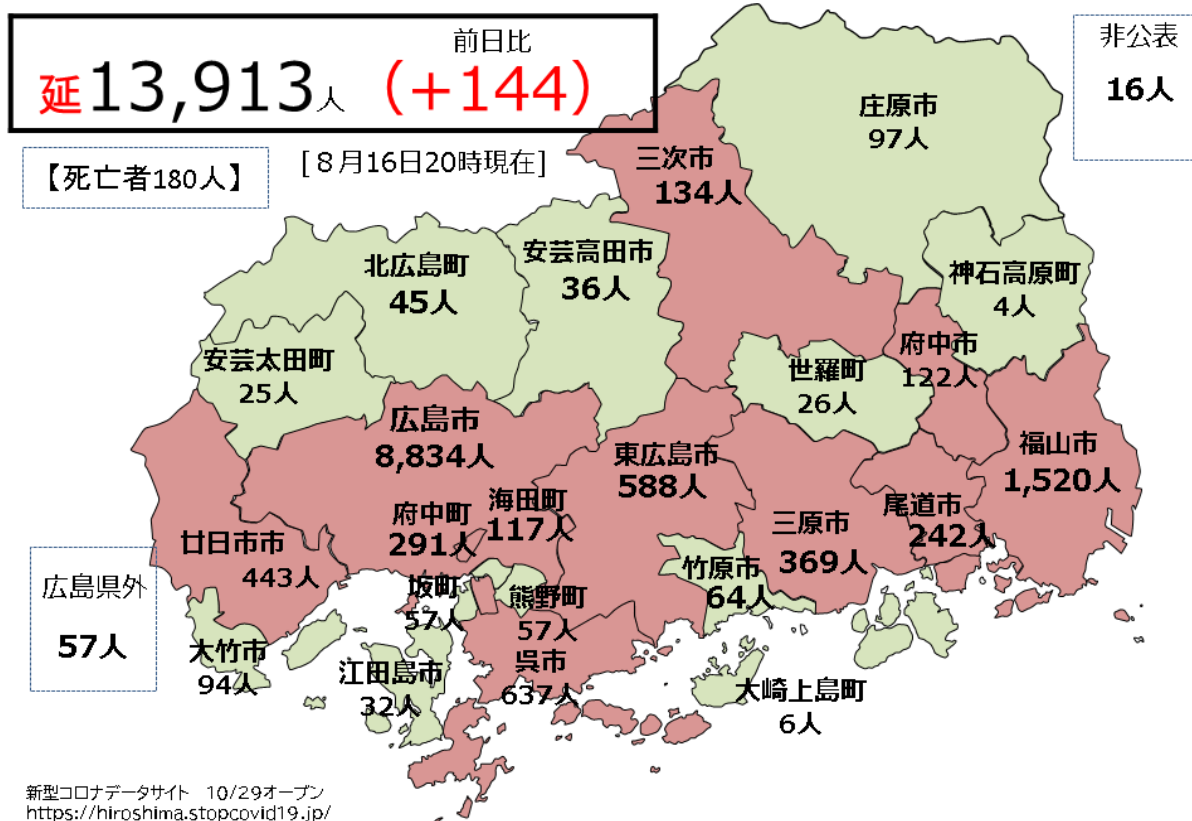 前日比
延13,913人 (+144)
非公表
16人
【死亡者180人】
[８月16日20時現在]
庄原市
97人
三次市
134人
安芸高田市
36人
北広島町
45人
神石高原町
4人
安芸太田町
25人
府中市
122人
世羅町
26人
広島市
8,834人
福山市
1,520人
東広島市
588人
海田町
117人
府中町
291人
尾道市
242人
三原市
369人
廿日市市
443人
竹原市
64人
坂町
57人
熊野町
57人
広島県外
57人
大竹市
94人
江田島市
32人
呉市
637人
大崎上島町
6人
新型コロナデータサイト　10/29オープン
https://hiroshima.stopcovid19.jp/